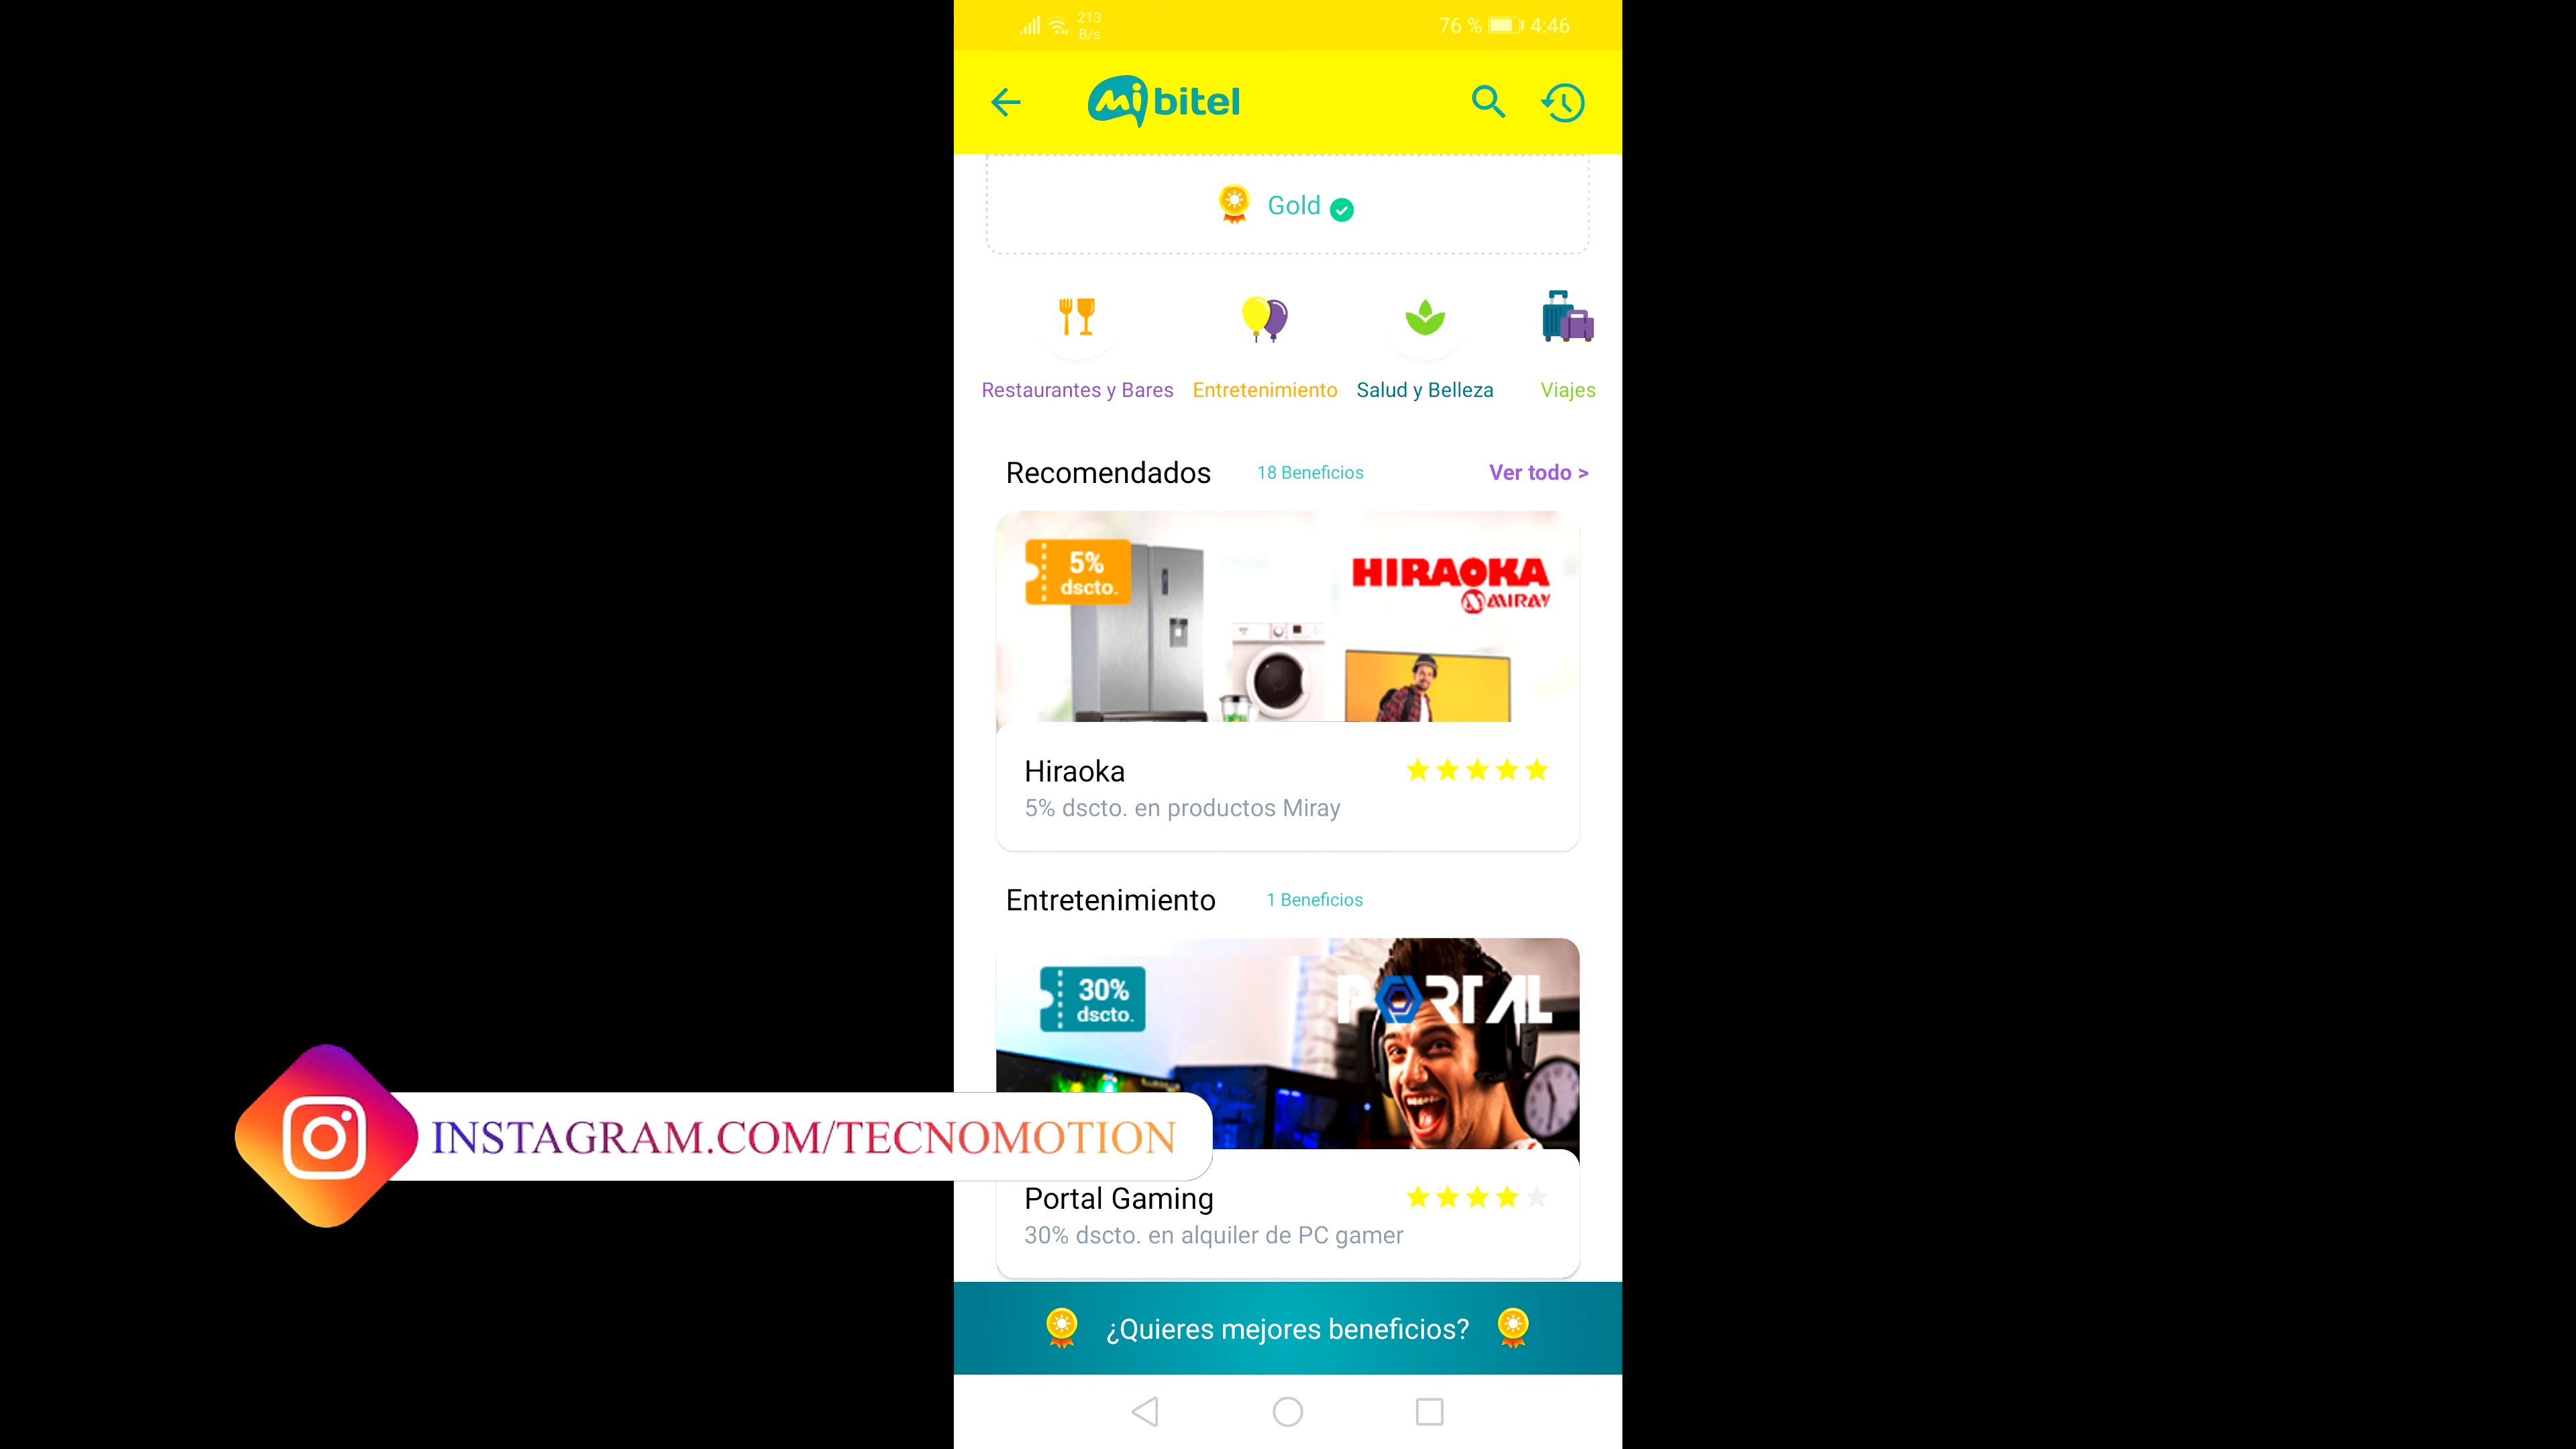 213
B/s
76 %
4:46
Mi bitel
Gold
Restaurantes y Bares
Entretenimiento
Salud y Belleza
Viajes
Recomendados
18 Beneficios
Ver todo >
5%
dscto.
HIRAOKA
MIRAY
Hiraoka
5% dscto. en productos Miray
Entretenimiento
1 Beneficios
30%
dscto.
PORTAL
INSTAGRAM.COM/TECNOMOTION
Portal Gaming
30% dscto. en alquiler de PC gamer
¿Quieres mejores beneficios?